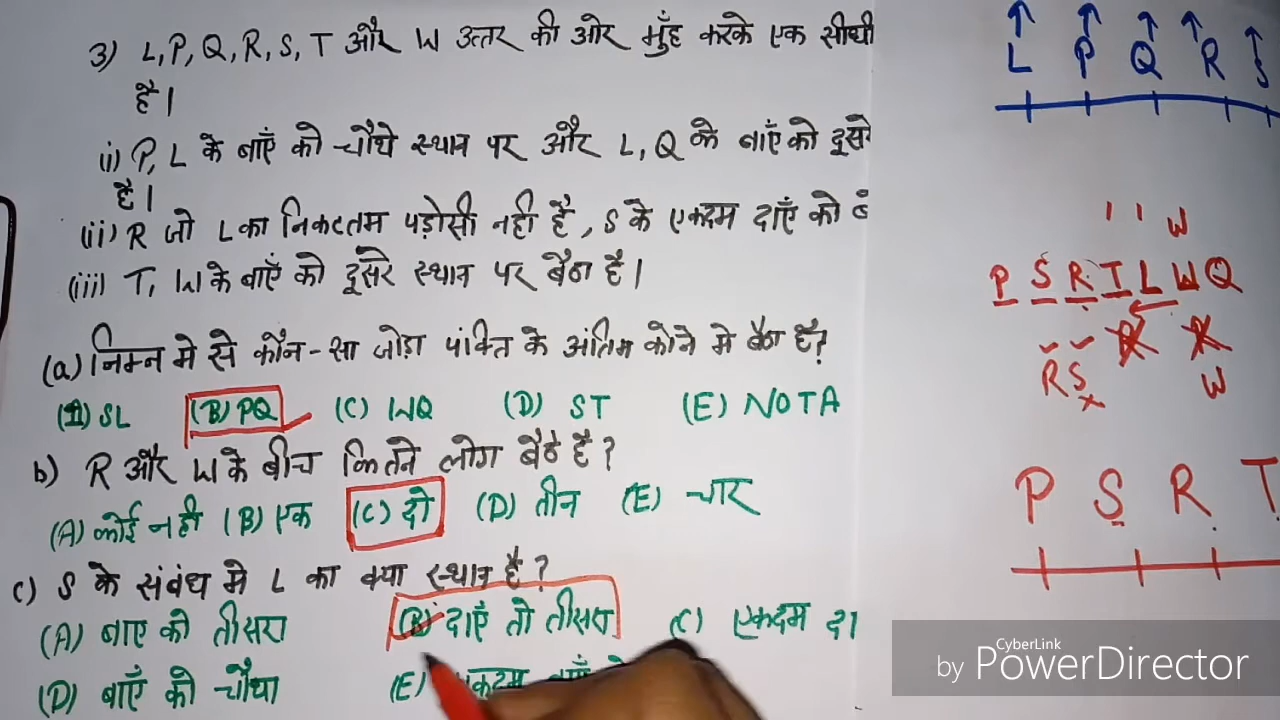 3) L, P, Q, R, S, T और W उत्तर की ओर मुँह करके एक सीधी
है।
i) P, L के बाएँ को चौथे स्थान पर और L, Q के बाएँ को दूसरे
है।
(ii) R जो L का निकटतम पड़ोसी नही है, S के एकदम दाएँ को
(iii) T, W के बाएँ को दूसरे स्थान पर बैठा है।
(a) निम्न मे से कौन-सा जोड़ा पंक्ति के अंतिम कोने मे बैठा है?
(A) SL (B) PQ (C) WQ (D) ST (E) NOTA
b) R और W के बीच कितने लोग बैठे है?
(A) कोई नही (B) एक (C) दो (D) तीन (E) चार
c) S के संबंध मे L का क्या स्थान है?
(A) बाए को तीसरा (B) दाएँ तो तीसरा (C) एकदम दा
(D) बाएँ को चौथा (E) एकदम बाएँ
L P Q R S
W
P S R T L W Q
R S R R
W
P S R T
by CyberLink PowerDirector